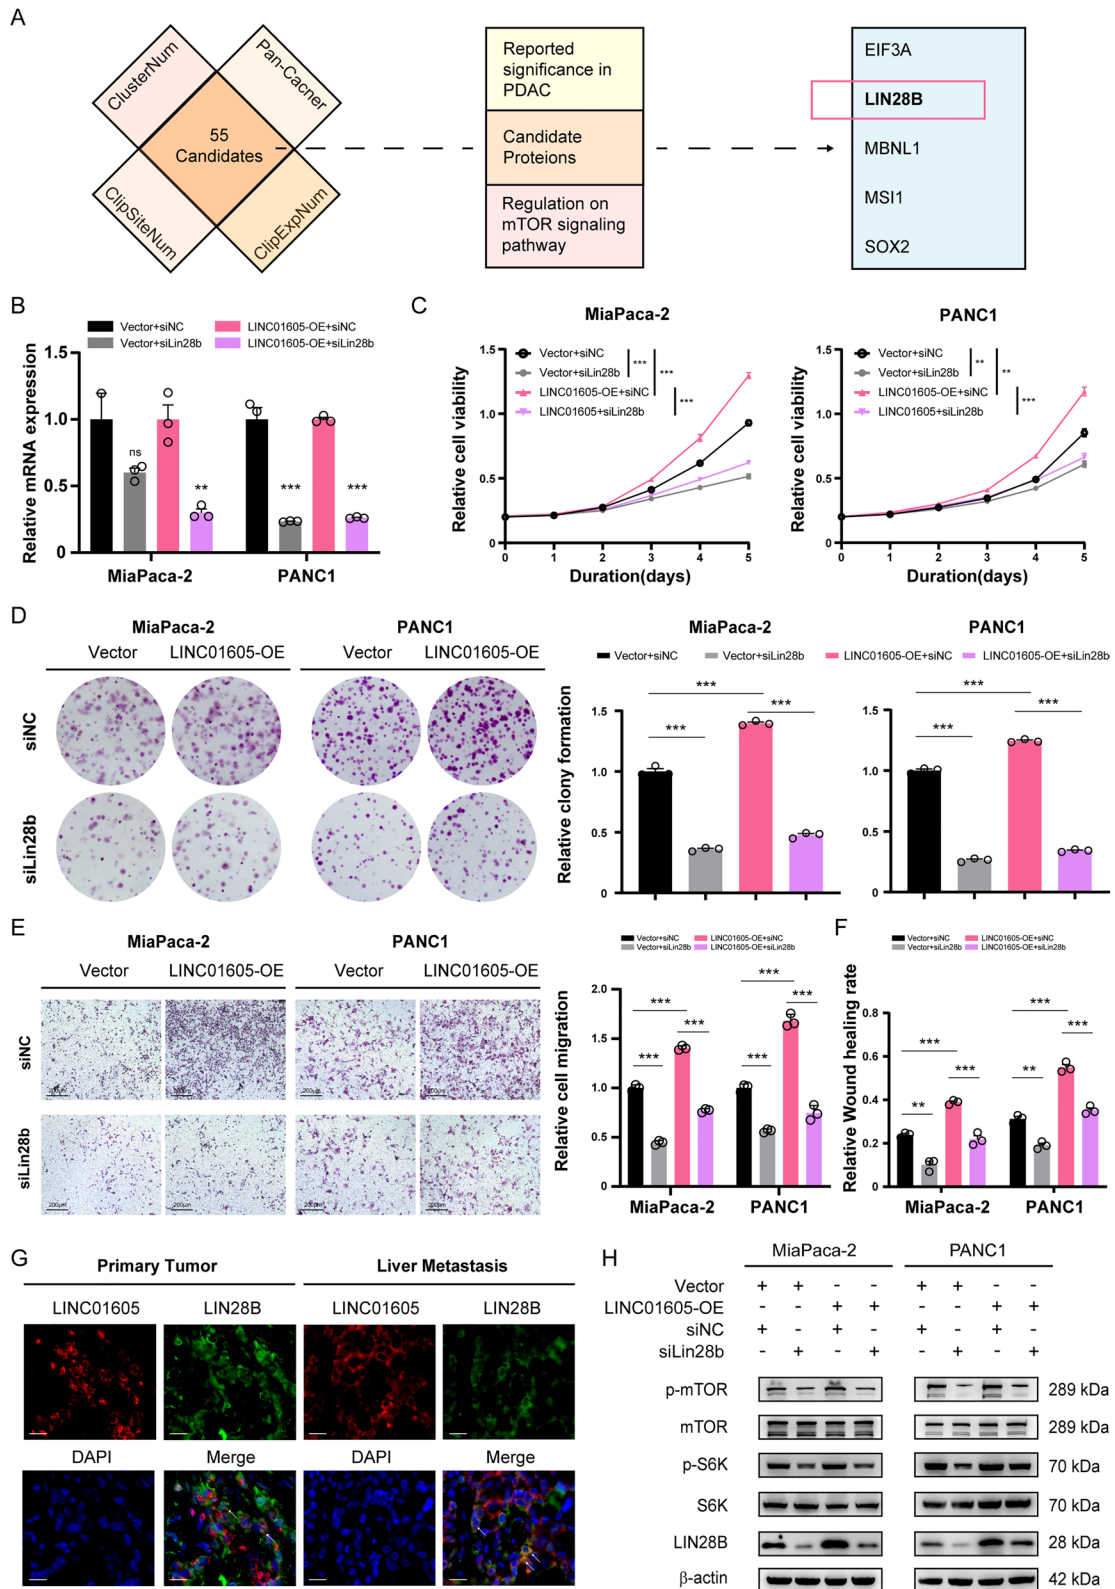 A
ClusterNum
Pan-Cacner
55
Candidates
ClipSiteNum
ClipExpNum
Reported
significance in
PDAC
Candidate
Proteions
Regulation on
mTOR signaling
pathway
EIF3A
LIN28B
MBNL1
MSI1
SOX2
B
Vector+siNC
LINC01605-OE+siNC
Vector+siLin28b
LINC01605-OE+siLin28b
Relative mRNA expression
1.5
1.0
0.5
0
ns
**
***
***
MiaPaca-2
PANC1
C
MiaPaca-2
Relative cell viability
1.5
1.0
0.5
0
Vector+siNC
Vector+siLin28b
LINC01605-OE+siNC
LINC01605+siLin28b
***
***
***
0 1 2 3 4 5
Duration(days)
PANC1
Relative cell viability
1.5
1.0
0.5
0
Vector+siNC
Vector+siLin28b
LINC01605-OE+siNC
LINC01605+siLin28b
**
**
***
0 1 2 3 4 5
Duration(days)
D
MiaPaca-2
PANC1
Vector
LINC01605-OE
Vector
LINC01605-OE
siNC
siLin28b
MiaPaca-2
PANC1
Vector+siNC
Vector+siLin28b
LINC01605-OE+siNC
LINC01605-OE+siLin28b
Relative clony formation
1.5
1.0
0.5
0
***
***
***
1.5
1.0
0.5
0
***
***
***
E
MiaPaca-2
PANC1
Vector
LINC01605-OE
Vector
LINC01605-OE
siNC
200μm
200μm
200μm
200μm
siLin28b
200μm
200μm
200μm
200μm
Vector+siNC
LINC01605-OE+siNC
Vector+siLin28b
LINC01605-OE+siLin28b
Relative cell migration
2.0
1.5
1.0
0.5
0
***
***
***
***
***
***
MiaPaca-2
PANC1
F
Vector+siNC
LINC01605-OE+siNC
Vector+siLin28b
LINC01605-OE+siLin28b
Relative Wound healing rate
0.8
0.6
0.4
0.2
0
***
**
***
***
**
***
MiaPaca-2
PANC1
G
Primary Tumor
Liver Metastasis
LINC01605
LIN28B
LINC01605
LIN28B
DAPI
Merge
DAPI
Merge
H
MiaPaca-2
PANC1
Vector + + - - + + - -
LINC01605-OE - - + + - - + +
siNC + - + - + - + -
siLin28b - + - + - + - +
p-mTOR 289 kDa
mTOR 289 kDa
p-S6K 70 kDa
S6K 70 kDa
LIN28B 28 kDa
β-actin 42 kDa